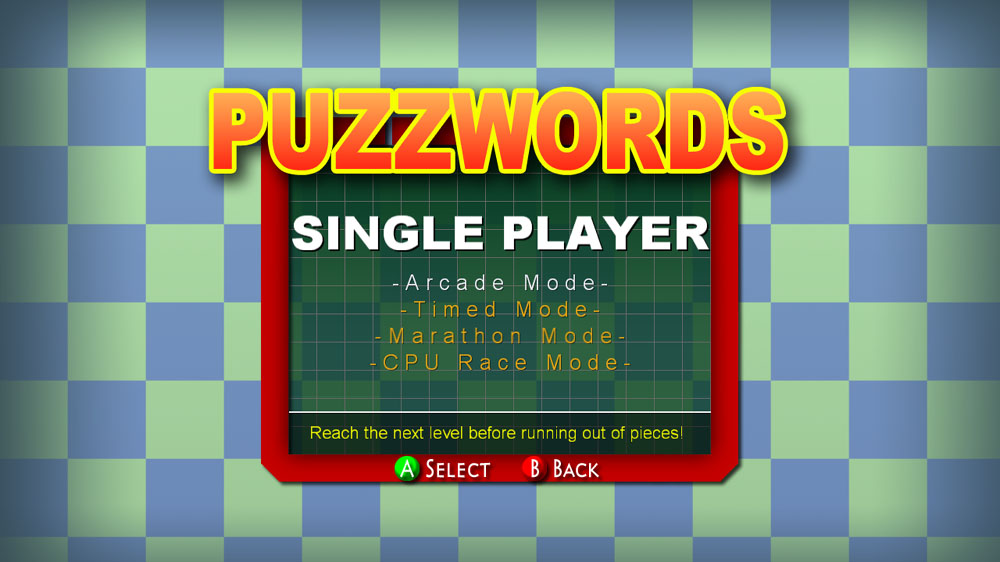 PUZZWORDS
SINGLE PLAYER
-Arcade Mode-
-Timed Mode-
-Marathon Mode-
-CPU Race Mode-
Reach the next level before running out of pieces!
A SELECT B BACK